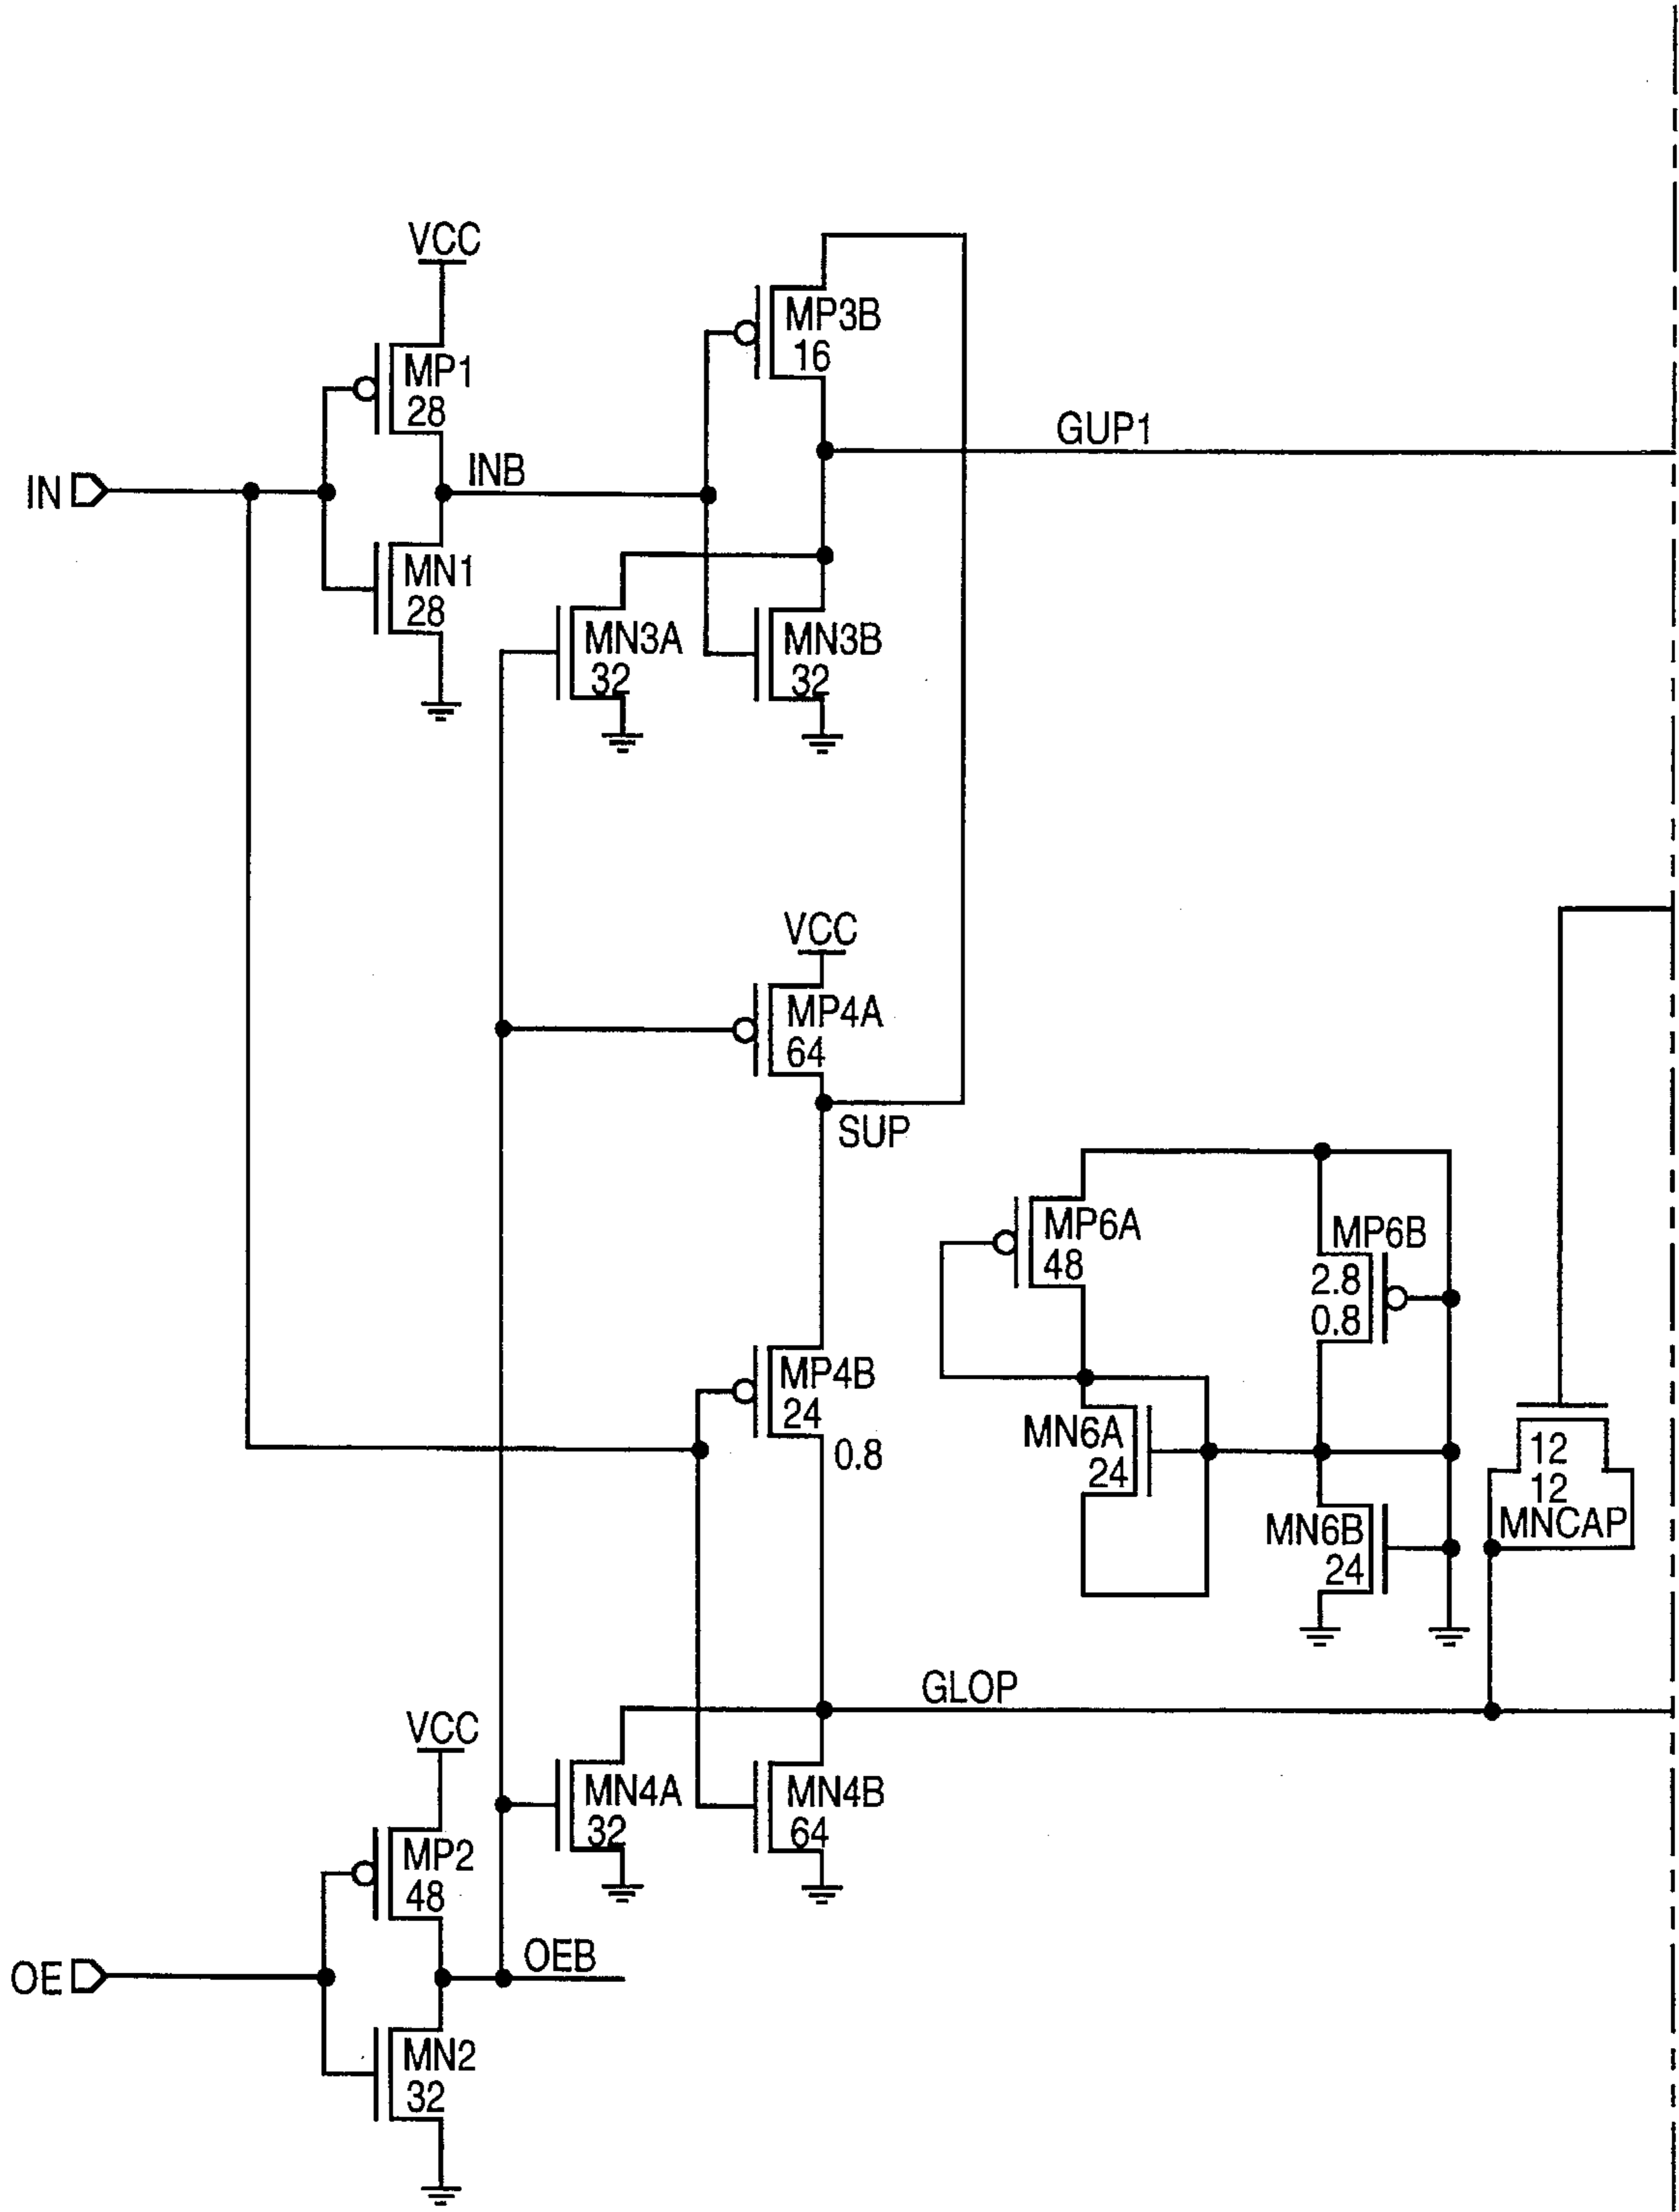 VCC
MP1
28
IN
INB
MN1
28
MP3B
16
GUP1
MN3A
32
MN3B
32
VCC
MP4A
64
SUP
MP6A
48
MP6B
2.8
0.8
MP4B
24
0.8
MN6A
24
12
12
MNCAP
MN6B
24
GLOP
VCC
MN4A
32
MN4B
64
MP2
48
OE
OEB
MN2
32